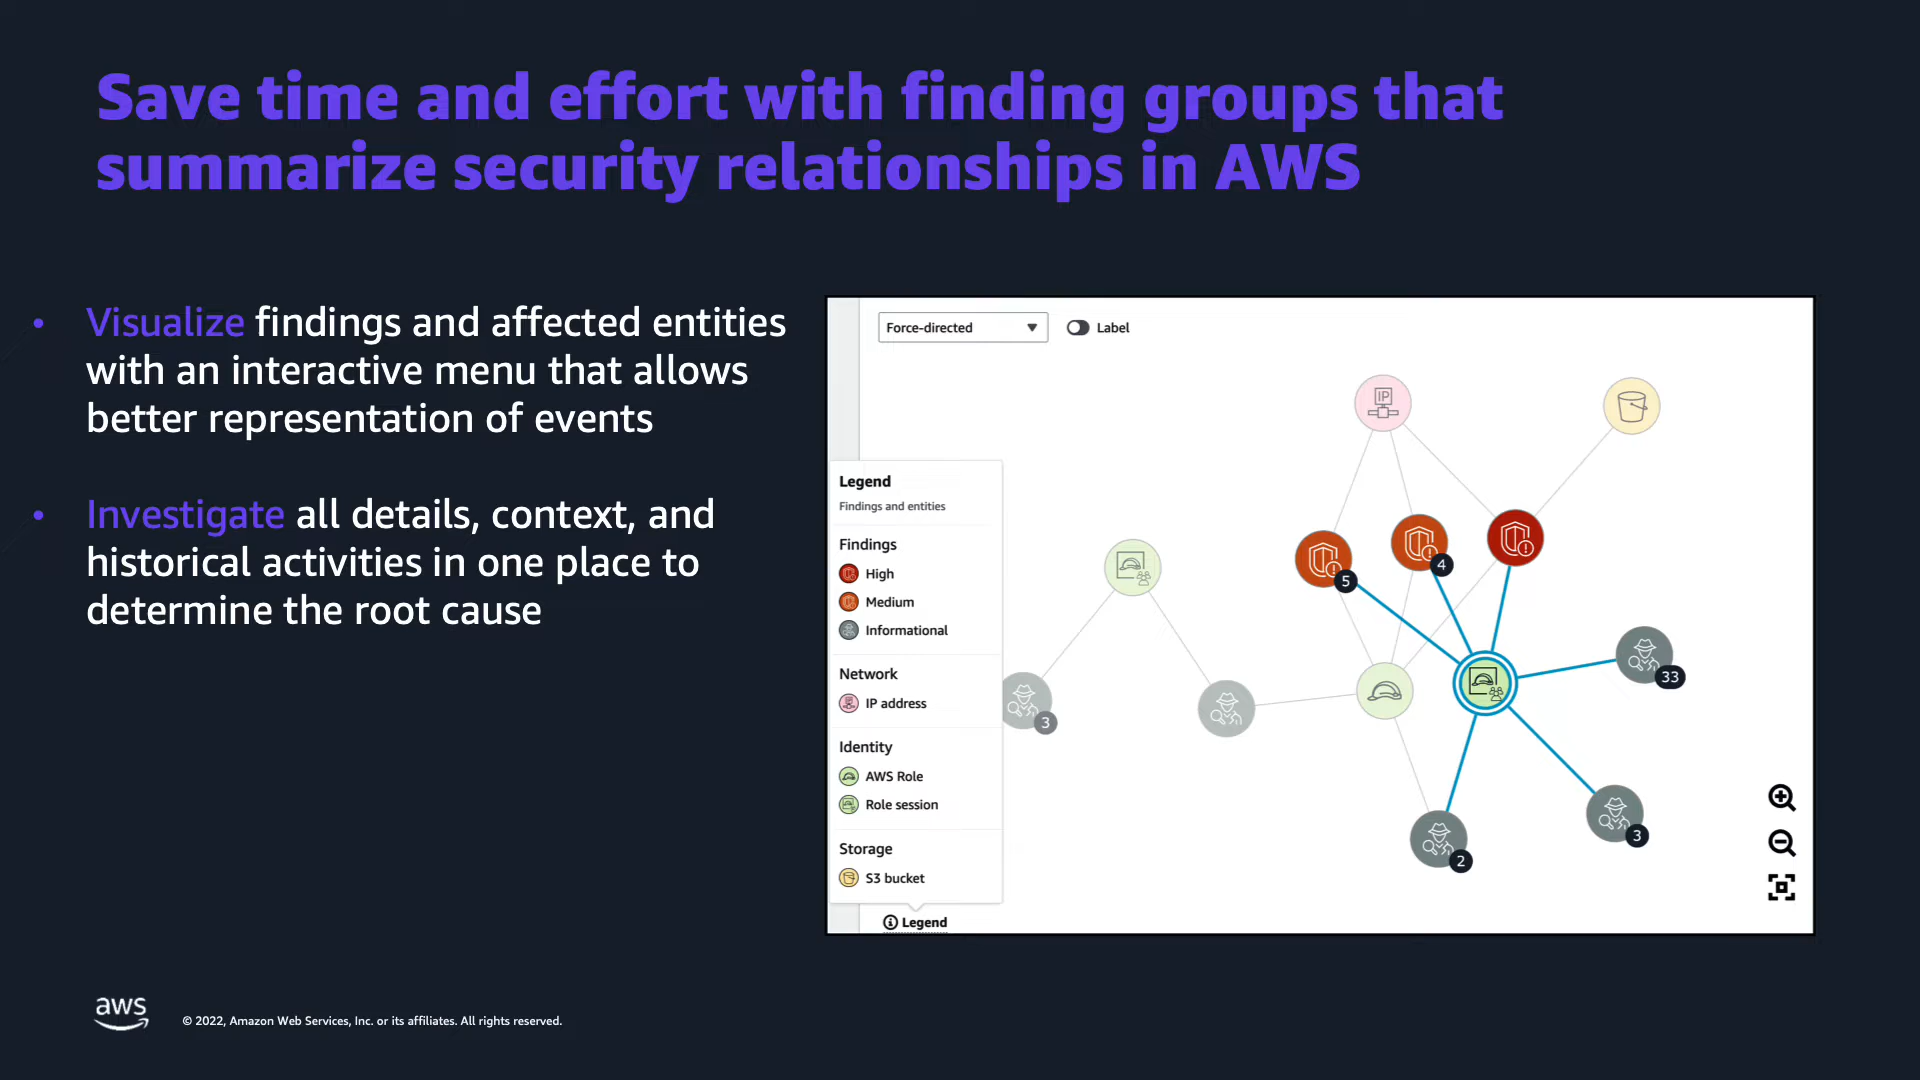 Save time and effort with finding groups that
summarize security relationships in AWS
• Visualize findings and affected entities
with an interactive menu that allows
better representation of events
• Investigate all details, context, and
historical activities in one place to
determine the root cause
Force-directed
Label
Legend
Findings and entities
Findings
High
Medium
Informational
Network
IP address
Identity
AWS Role
Role session
Storage
S3 bucket
Legend
IP
5
4
33
3
3
2
aws
© 2022, Amazon Web Services, Inc. or its affiliates. All rights reserved.